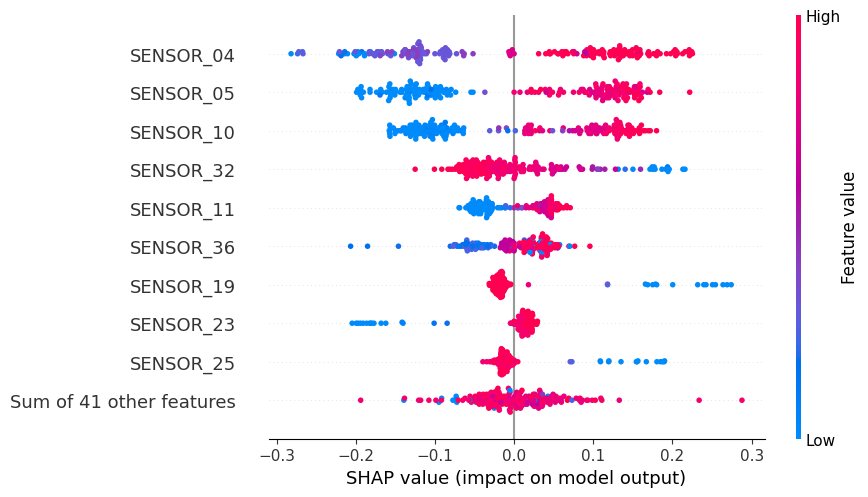 High
SENSOR_04
SENSOR_05
SENSOR_10
SENSOR_32
SENSOR_11
SENSOR_36
SENSOR_19
SENSOR_23
SENSOR_25
Sum of 41 other features
Feature value
Low
−0.3 −0.2 −0.1 0.0 0.1 0.2 0.3
SHAP value (impact on model output)